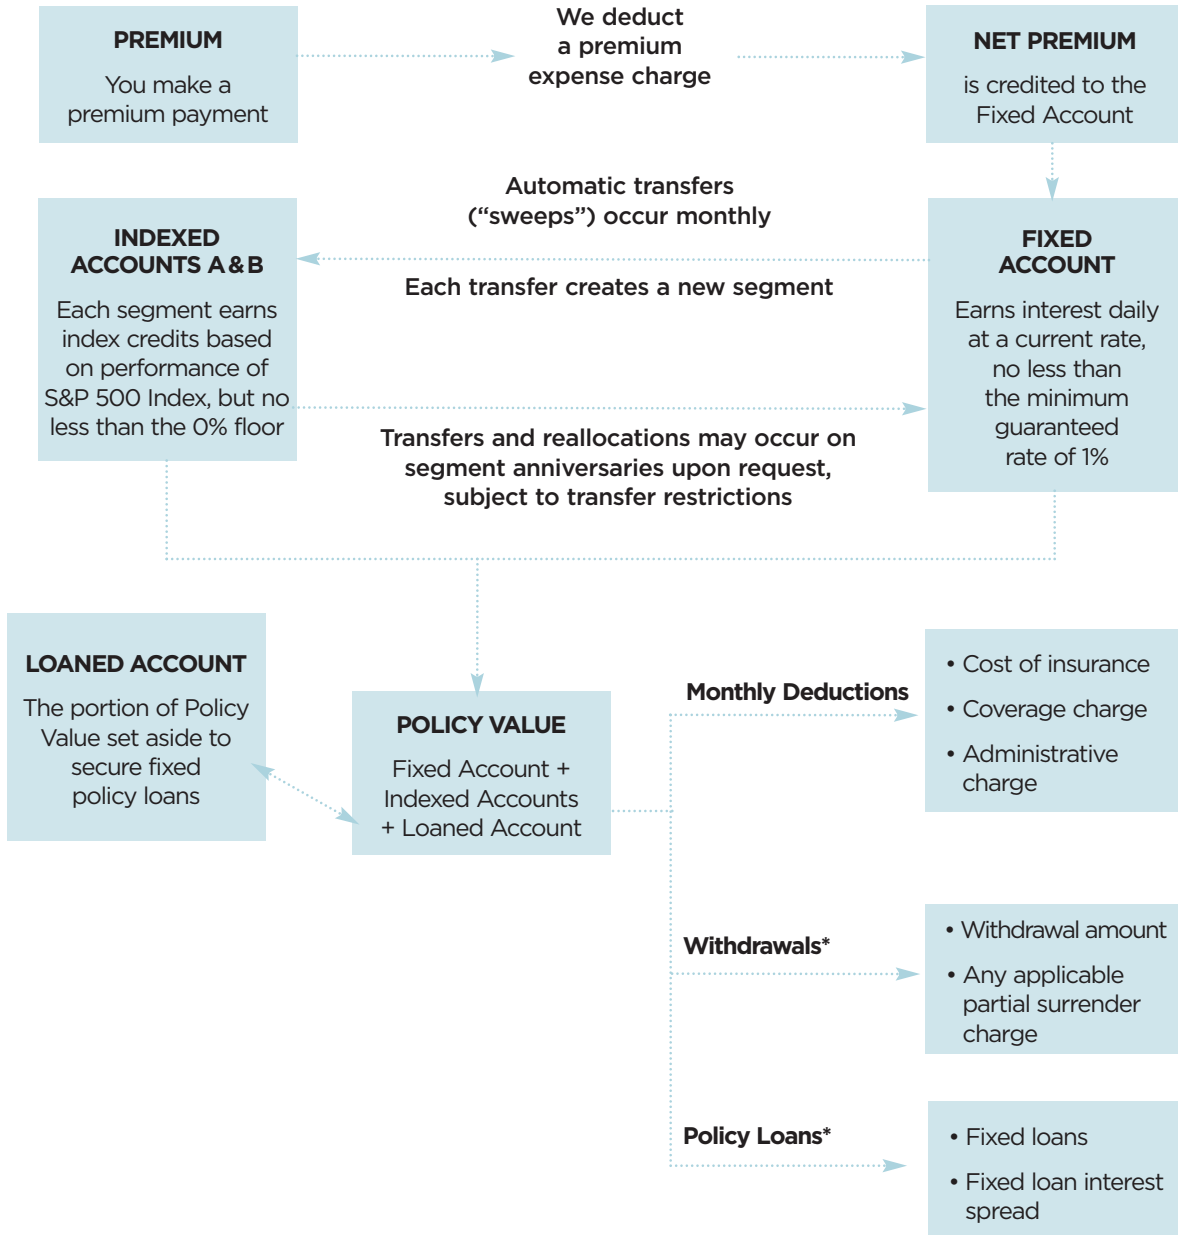 PREMIUM
You make a
premium payment
We deduct
a premium
expense charge
NET PREMIUM
is credited to the
Fixed Account
Automatic transfers
(“sweeps”) occur monthly
Each transfer creates a new segment
INDEXED
ACCOUNTS A & B
Each segment earns
index credits based
on performance of
S&P 500 Index, but no
less than the 0% floor
FIXED
ACCOUNT
Earns interest daily
at a current rate,
no less than
the minimum
guaranteed
rate of 1%
Transfers and reallocations may occur on
segment anniversaries upon request,
subject to transfer restrictions
LOANED ACCOUNT
The portion of Policy
Value set aside to
secure fixed
policy loans
POLICY VALUE
Fixed Account +
Indexed Accounts
+ Loaned Account
Monthly Deductions
• Cost of insurance
• Coverage charge
• Administrative
charge
Withdrawals*
• Withdrawal amount
• Any applicable
partial surrender
charge
Policy Loans*
• Fixed loans
• Fixed loan interest
spread